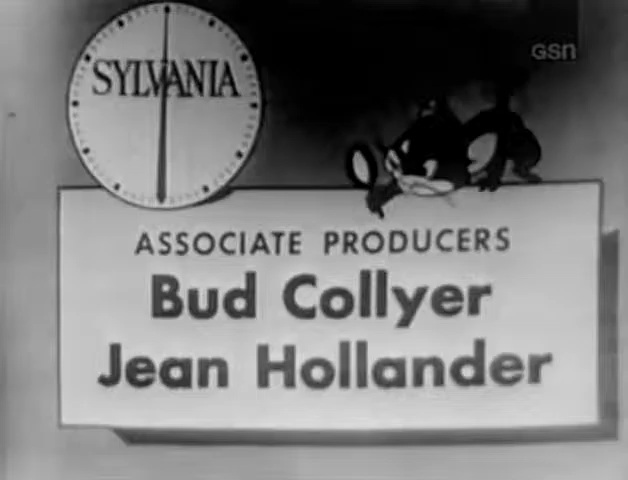 GSN
SYLVANIA
ASSOCIATE PRODUCERS
Bud Collyer
Jean Hollander